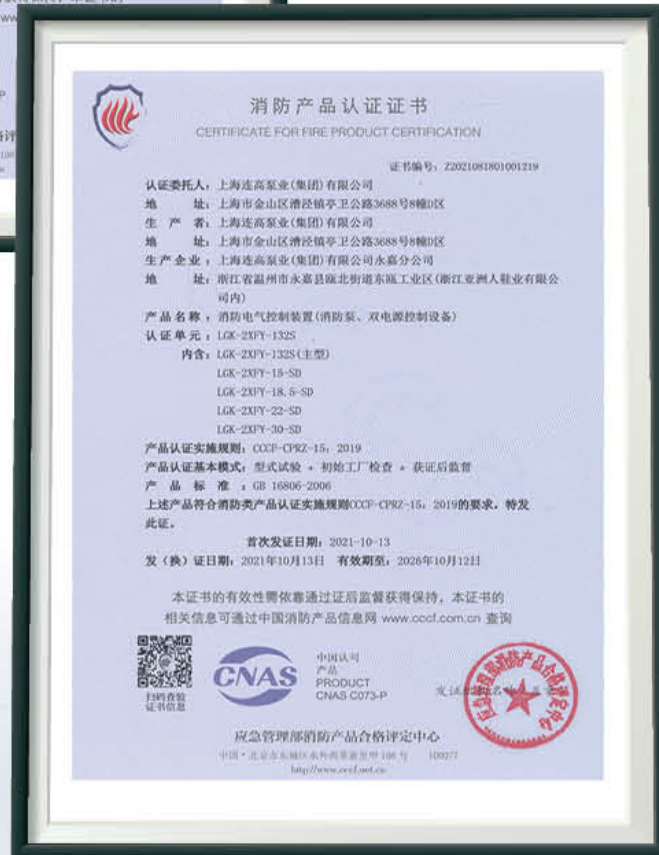 消防产品认证证书
CERTIFICATE FOR FIRE PRODUCT CERTIFICATION
证书编号：Z2021081801001219
认证委托人：上海连高泵业(集团)有限公司
地 址：上海市金山区漕泾镇亭卫公路3688号8幢D区
生 产 者：上海连高泵业(集团)有限公司
地 址：上海市金山区漕泾镇亭卫公路3688号8幢D区
生产企业：上海连高泵业(集团)有限公司永嘉分公司
地 址：浙江省温州市永嘉县瓯北街道东瓯工业区(浙江亚洲人鞋业有限公
司内)
产品名称：消防电气控制装置(消防泵、双电源控制设备)
认证单元：LGK-2XFY-132S
内含：LGK-2XFY-132S(主型)
LGK-2XFY-15-SD
LGK-2XFY-18.5-SD
LGK-2XFY-22-SD
LGK-2XFY-30-SD
产品认证实施规则：CCCF-CPRZ-15：2019
产品认证基本模式：型式试验 + 初始工厂检查 + 获证后监督
产 品 标 准 ：GB 16806-2006
上述产品符合消防类产品认证实施规则CCCF-CPRZ-15：2019的要求，特发
此证。
首次发证日期：2021-10-13
发（换）证日期：2021年10月13日 有效期至：2026年10月12日
本证书的有效性需依靠通过证后监督获得保持，本证书的
相关信息可通过中国消防产品信息网 www.cccf.com.cn 查询
扫码查验
证书信息
CNAS
中国认可
产品
PRODUCT
CNAS C073-P
应急管理部消防产品合格评定中心
中国·北京市东城区永外西革新里甲 108 号 100077
http://www.cccf.net.cn